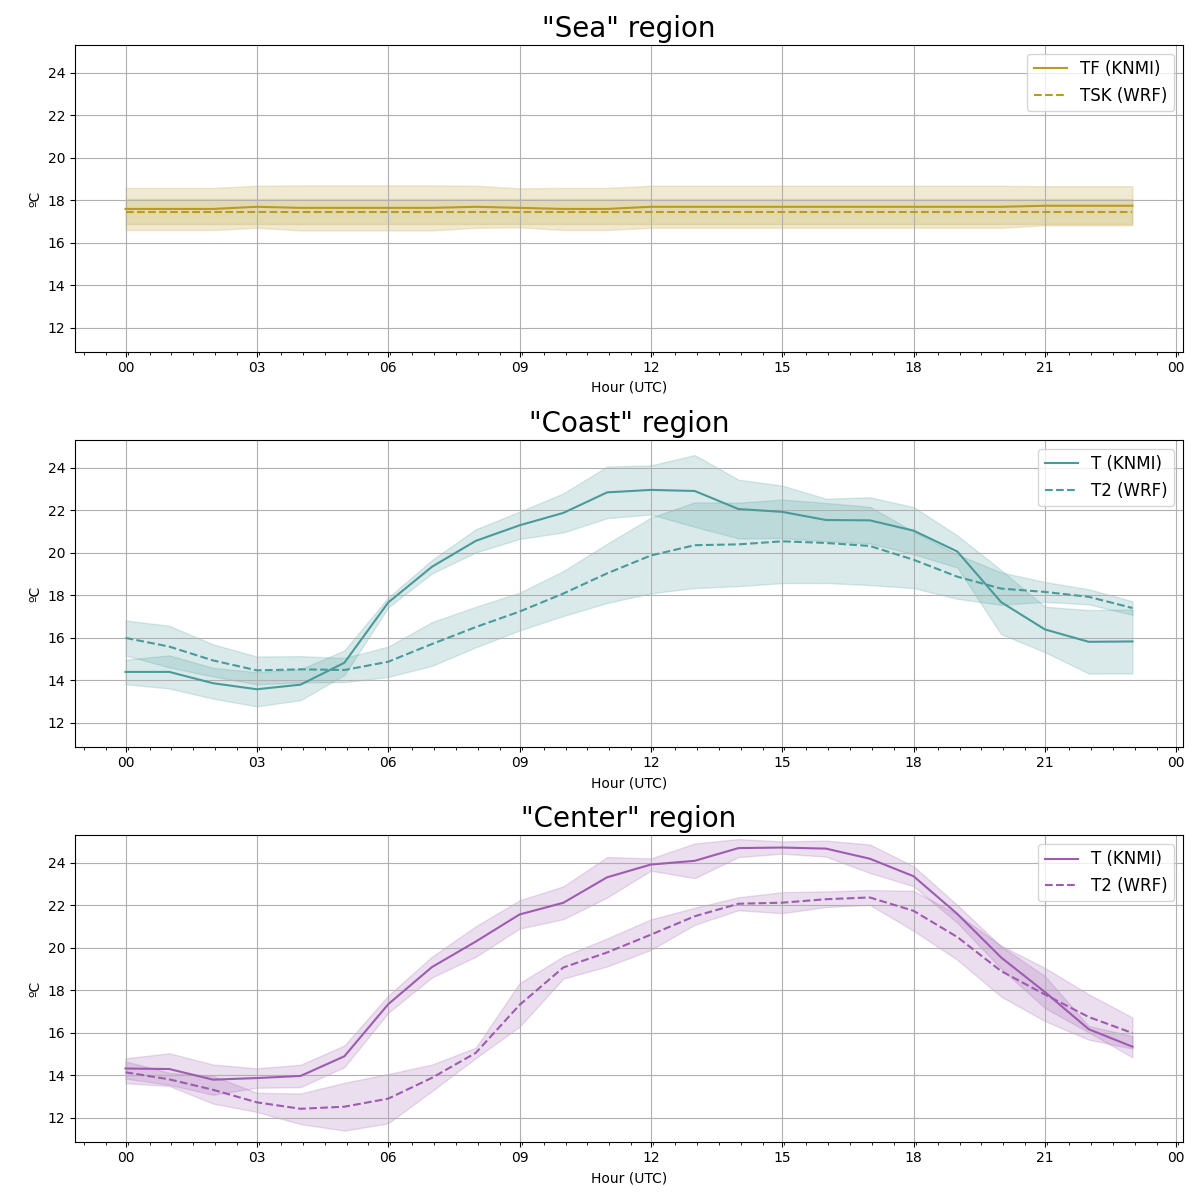 "Sea" region
TF (KNMI)
TSK (WRF)
24
22
20
18
16
14
12
ºC
00 03 06 09 12 15 18 21 00
Hour (UTC)
"Coast" region
T (KNMI)
T2 (WRF)
24
22
20
18
16
14
12
ºC
00 03 06 09 12 15 18 21 00
Hour (UTC)
"Center" region
T (KNMI)
T2 (WRF)
24
22
20
18
16
14
12
ºC
00 03 06 09 12 15 18 21 00
Hour (UTC)